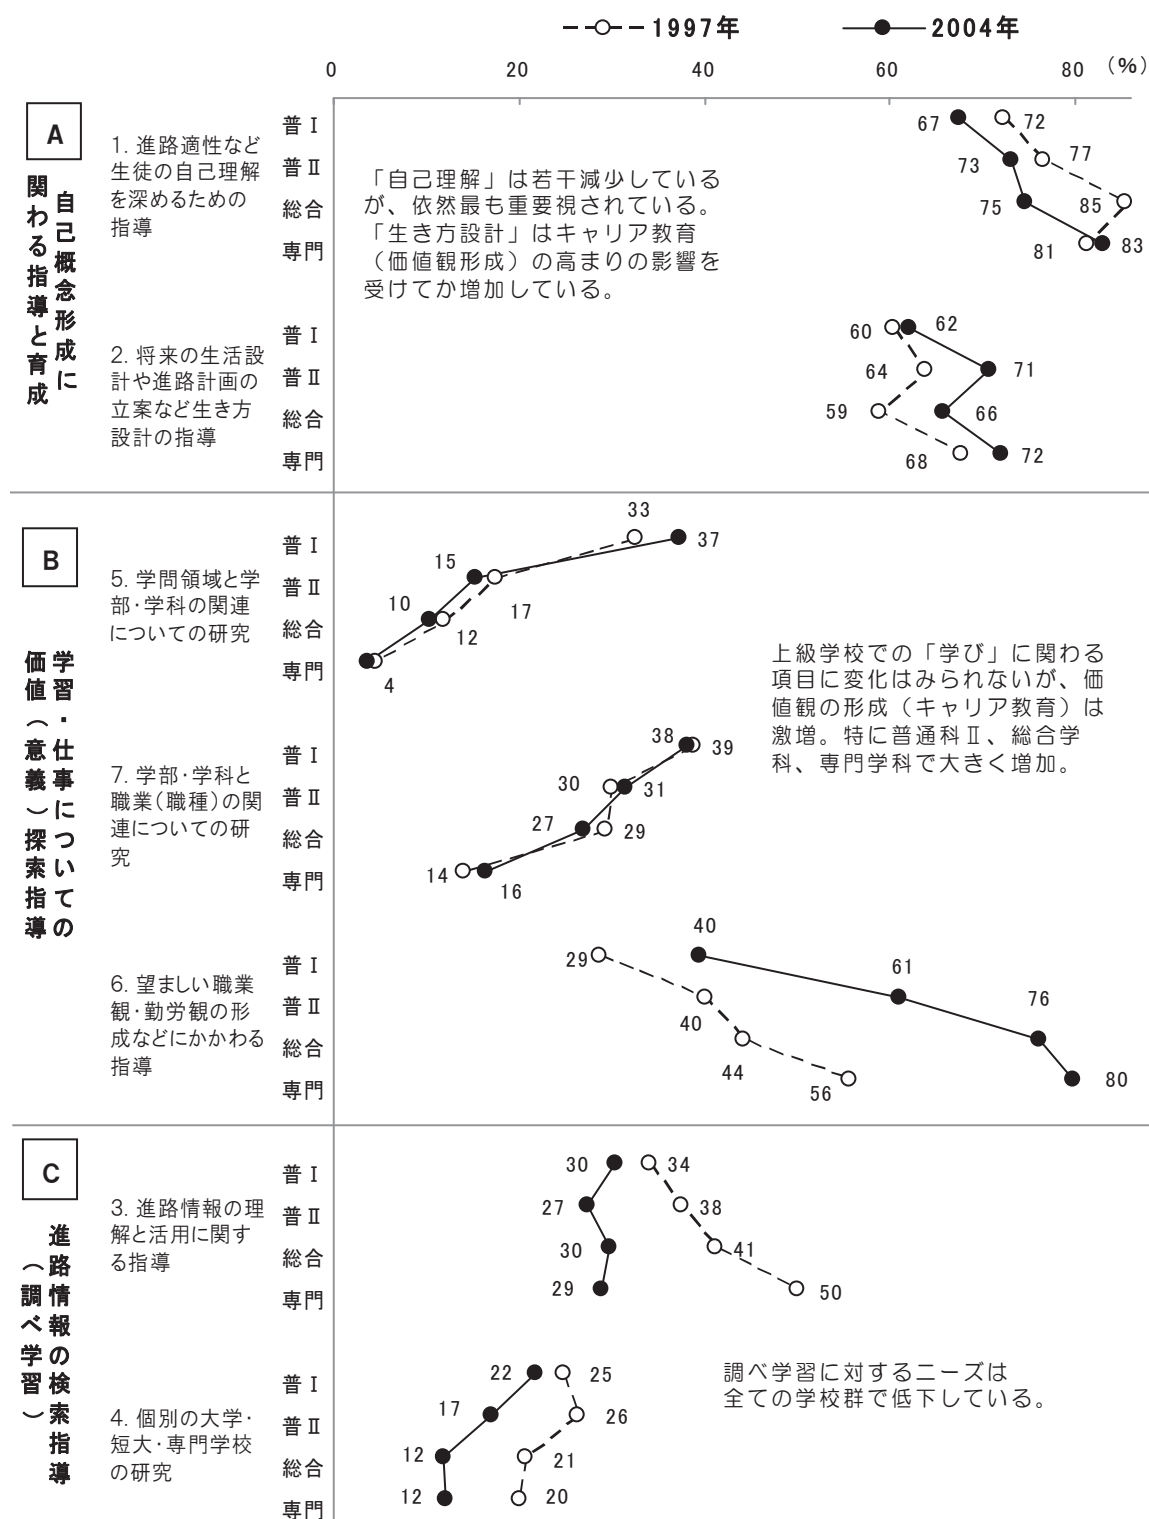 1997年
2004年
0 20 40 60 80 (%)
A
自己概念形成に
関わる指導と育成
1. 進路適性など
生徒の自己理解
を深めるための
指導
普Ⅰ
普Ⅱ
総合
専門
67 72
73 77
75 85
81 83
「自己理解」は若干減少している
が、依然最も重要視されている。
「生き方設計」はキャリア教育
（価値観形成）の高まりの影響を
受けてか増加している。
2. 将来の生活設
計や進路計画の
立案など生き方
設計の指導
普Ⅰ
普Ⅱ
総合
専門
60 62
64 71
59 66
68 72
B
学習・仕事についての
価値（意義）探索指導
5. 学問領域と学
部・学科の関連
についての研究
普Ⅰ
普Ⅱ
総合
専門
33 37
15 17
10 12
4
上級学校での「学び」に関わる
項目に変化はみられないが、価
値観の形成（キャリア教育）は
激増。特に普通科Ⅱ、総合学
科、専門学科で大きく増加。
7. 学部・学科と
職業（職種）の関
連についての研
究
普Ⅰ
普Ⅱ
総合
専門
38 39
30 31
27 29
14 16
6. 望ましい職業
観・勤労観の形
成などにかかわる
指導
普Ⅰ
普Ⅱ
総合
専門
29 40
40 61
44 76
56 80
C
進路情報の検索指導
（調べ学習）
3. 進路情報の理
解と活用に関す
る指導
普Ⅰ
普Ⅱ
総合
専門
30 34
27 38
30 41
29 50
4. 個別の大学・
短大・専門学校
の研究
普Ⅰ
普Ⅱ
総合
専門
22 25
17 26
12 21
12 20
調べ学習に対するニーズは
全ての学校群で低下している。